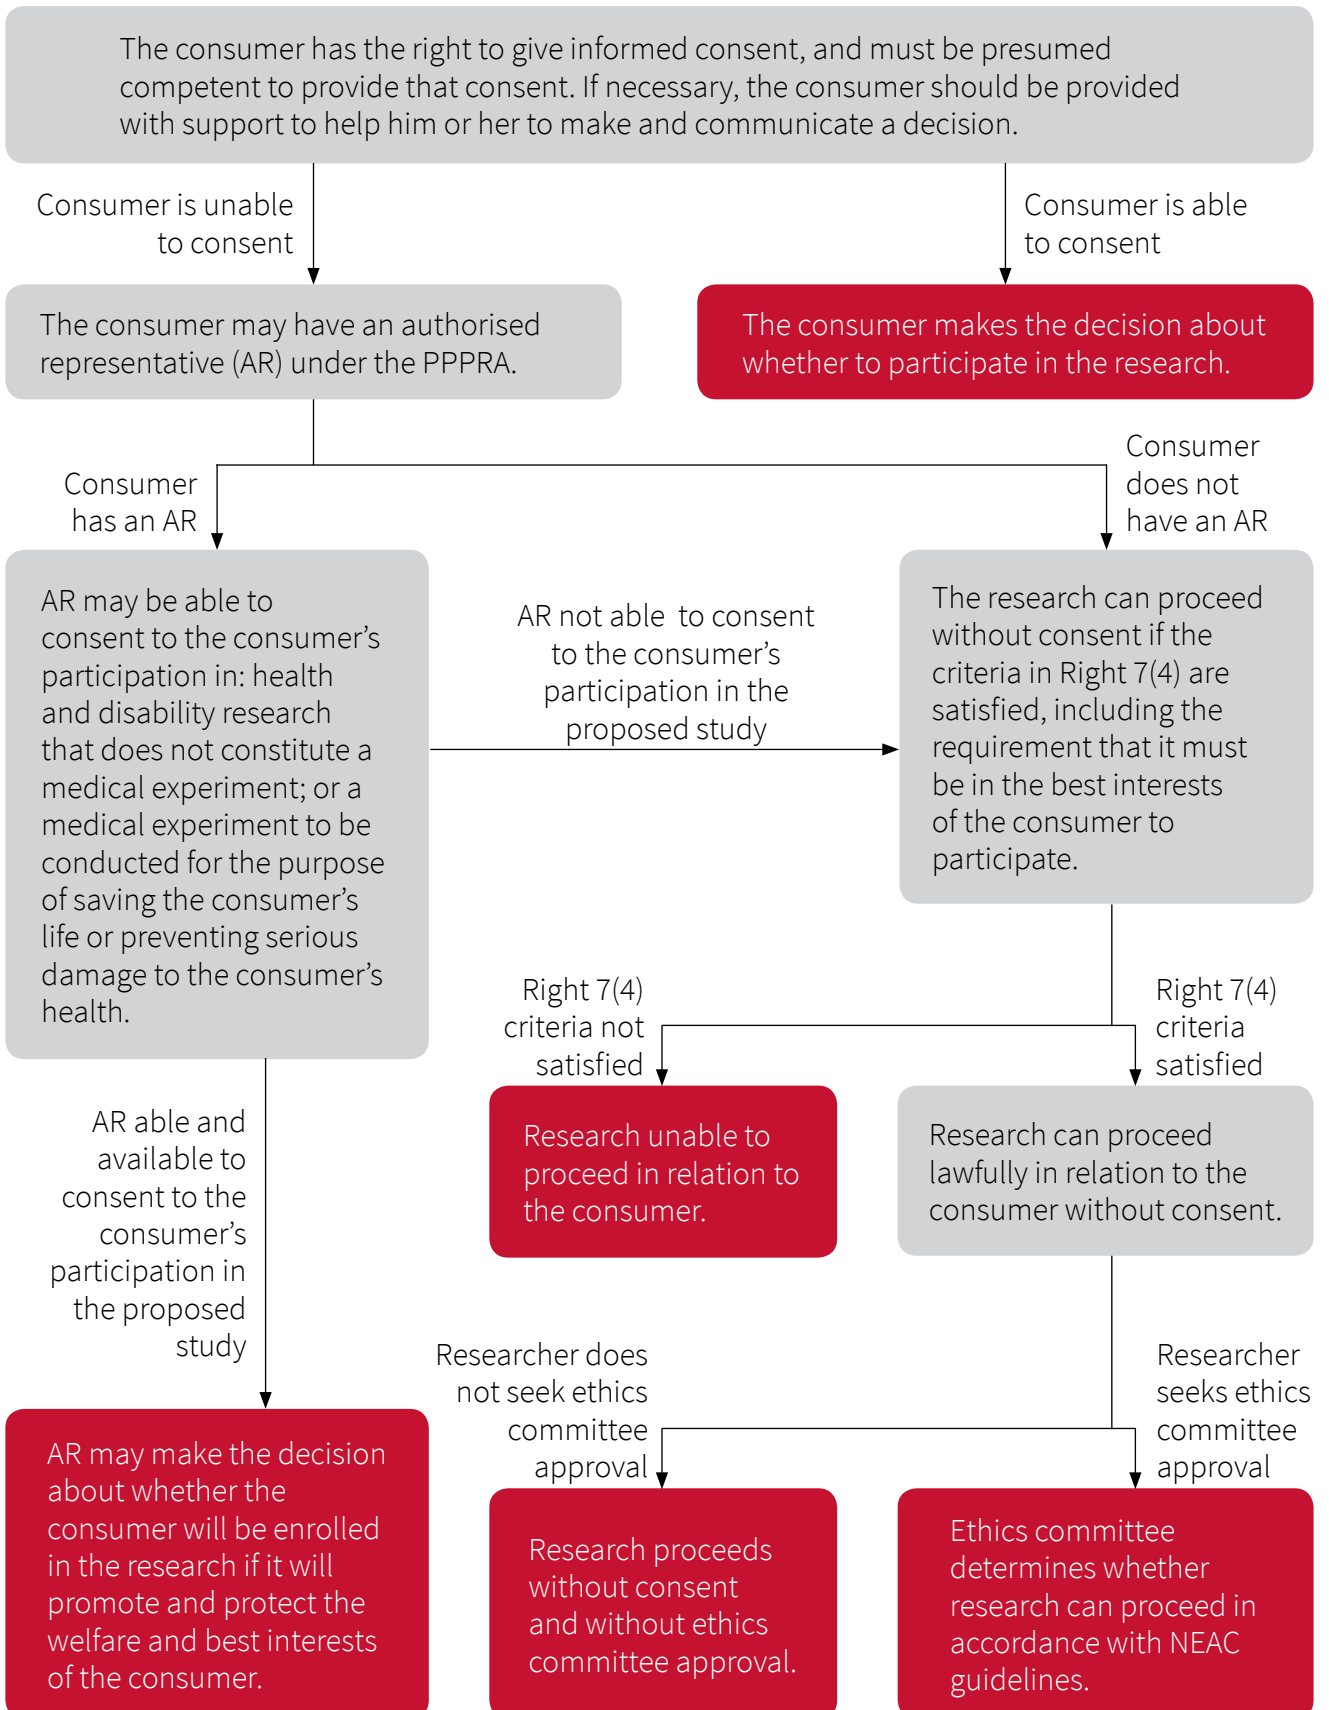 The consumer has the right to give informed consent, and must be presumed
competent to provide that consent. If necessary, the consumer should be provided
with support to help him or her to make and communicate a decision.
Consumer is unable
to consent
Consumer is able
to consent
The consumer may have an authorised
representative (AR) under the PPPRA.
The consumer makes the decision about
whether to participate in the research.
Consumer
has an AR
Consumer
does not
have an AR
AR may be able to
consent to the consumer’s
participation in: health
and disability research
that does not constitute a
medical experiment; or a
medical experiment to be
conducted for the purpose
of saving the consumer’s
life or preventing serious
damage to the consumer’s
health.
AR not able to consent
to the consumer’s
participation in the
proposed study
The research can proceed
without consent if the
criteria in Right 7(4) are
satisfied, including the
requirement that it must
be in the best interests
of the consumer to
participate.
Right 7(4)
criteria not
satisfied
Right 7(4)
criteria
satisfied
Research unable to
proceed in relation to
the consumer.
Research can proceed
lawfully in relation to the
consumer without consent.
AR able and
available to
consent to the
consumer’s
participation in
the proposed
study
Researcher does
not seek ethics
committee
approval
Researcher
seeks ethics
committee
approval
AR may make the decision
about whether the
consumer will be enrolled
in the research if it will
promote and protect the
welfare and best interests
of the consumer.
Research proceeds
without consent
and without ethics
committee approval.
Ethics committee
determines whether
research can proceed in
accordance with NEAC
guidelines.